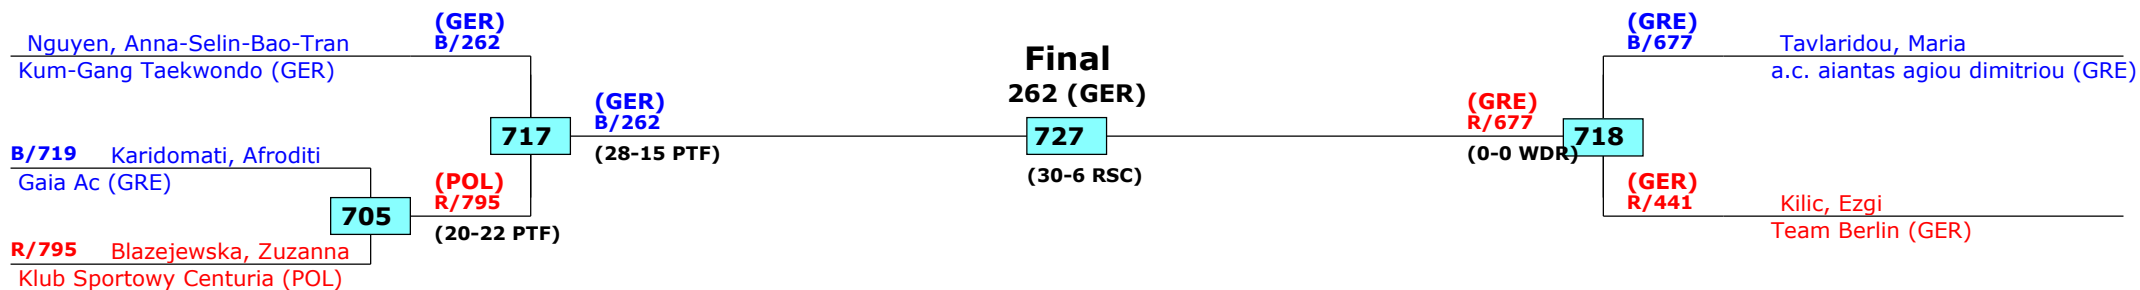 (GER)
B/262
Nguyen, Anna-Selin-Bao-Tran
Kum-Gang Taekwondo (GER)
B/719 Karidomati, Afroditi
Gaia Ac (GRE)
705
R/795 Blazejewska, Zuzanna
Klub Sportowy Centuria (POL)
(POL)
R/795
(20-22 PTF)
717
(GER)
B/262
(28-15 PTF)
Final
262 (GER)
727
(30-6 RSC)
(GRE)
R/677
(0-0 WDR)
718
(GRE)
B/677
Tavlaridou, Maria
a.c. aiantas agiou dimitriou (GRE)
(GER)
R/441
Kilic, Ezgi
Team Berlin (GER)